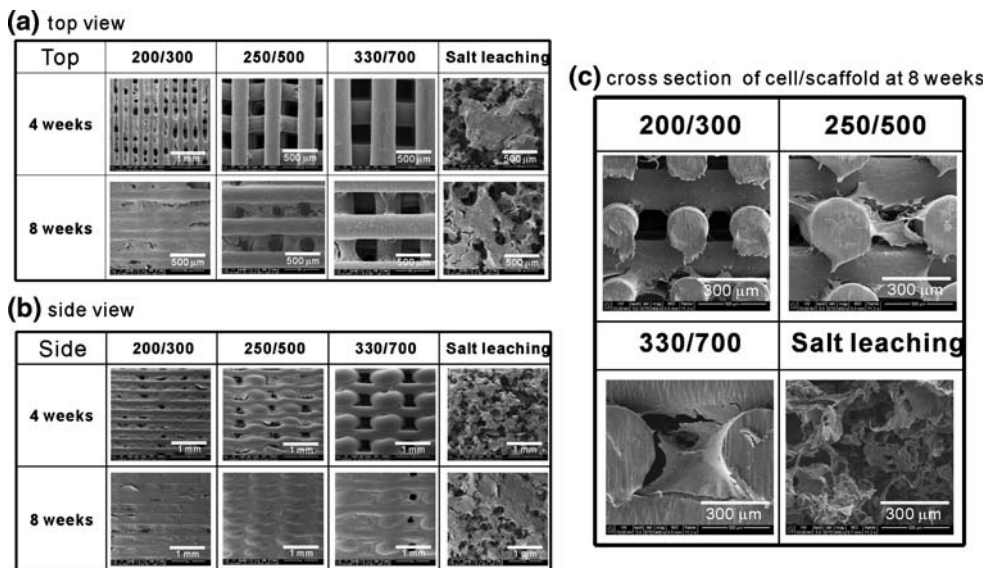 (a) top view
Top 200/300 250/500 330/700 Salt leaching
4 weeks
1 mm 500 μm 500 μm 500 μm
8 weeks
500 μm 500 μm 500 μm 500 μm
(b) side view
Side 200/300 250/500 330/700 Salt leaching
4 weeks
1 mm 1 mm 1 mm 1 mm
8 weeks
1 mm 1 mm 1 mm 1 mm
(c) cross section of cell/scaffold at 8 weeks
200/300 250/500
300 μm 300 μm
330/700 Salt leaching
300 μm 300 μm